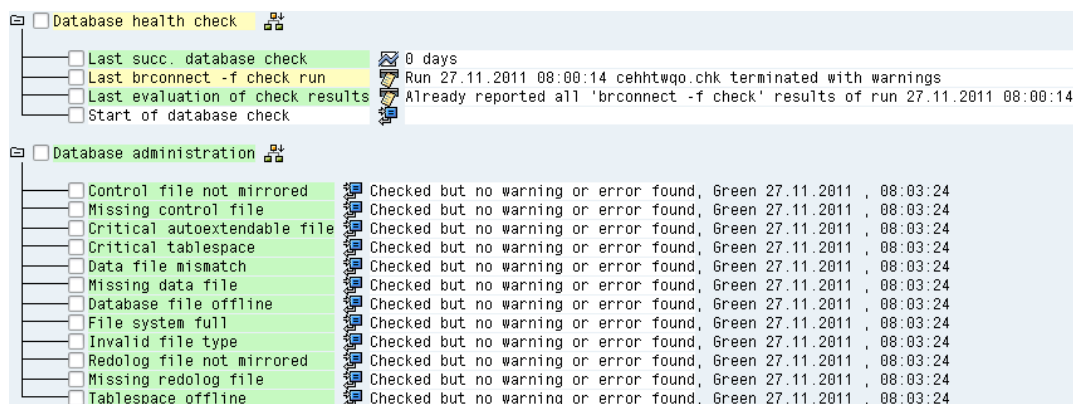 Database health check
Last succ. database check 0 days
Last brconnect -f check run Run 27.11.2011 08:00:14 cehhtwqo.chk terminated with warnings
Last evaluation of check results Already reported all 'brconnect -f check' results of run 27.11.2011 08:00:14
Start of database check
Database administration
Control file not mirrored Checked but no warning or error found, Green 27.11.2011 , 08:03:24
Missing control file Checked but no warning or error found, Green 27.11.2011 , 08:03:24
Critical autoextendable file Checked but no warning or error found, Green 27.11.2011 , 08:03:24
Critical tablespace Checked but no warning or error found, Green 27.11.2011 , 08:03:24
Data file mismatch Checked but no warning or error found, Green 27.11.2011 , 08:03:24
Missing data file Checked but no warning or error found, Green 27.11.2011 , 08:03:24
Database file offline Checked but no warning or error found, Green 27.11.2011 , 08:03:24
File system full Checked but no warning or error found, Green 27.11.2011 , 08:03:24
Invalid file type Checked but no warning or error found, Green 27.11.2011 , 08:03:24
Redolog file not mirrored Checked but no warning or error found, Green 27.11.2011 , 08:03:24
Missing redolog file Checked but no warning or error found, Green 27.11.2011 , 08:03:24
Tablespace offline Checked but no warning or error found, Green 27.11.2011 , 08:03:24